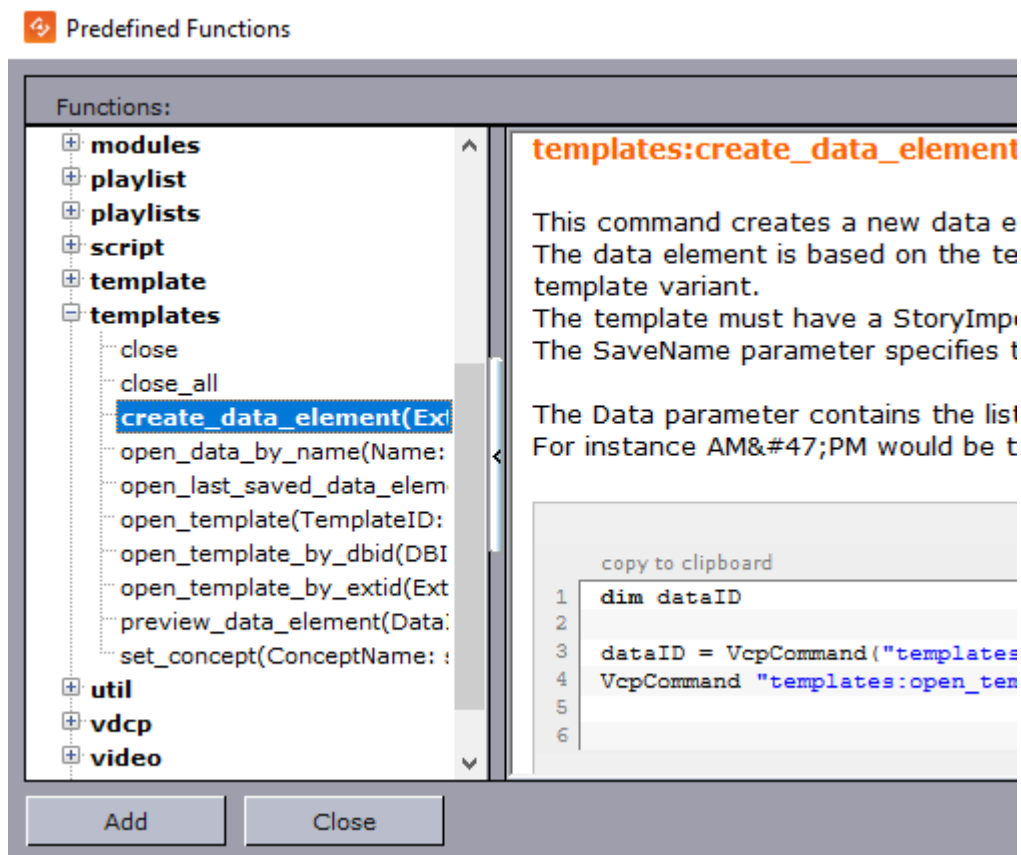 Predefined Functions
Functions:
modules
playlist
playlists
script
template
templates
close
close_all
create_data_element(Ext
open_data_by_name(Name:
open_last_saved_data_elem
open_template(TemplateID:
open_template_by_dbid(DBI
open_template_by_extid(Ext
preview_data_element(Data
set_concept(ConceptName:
util
vdcp
video
templates:create_data_element
This command creates a new data e
The data element is based on the te
template variant.
The template must have a StoryImp
The SaveName parameter specifies t
The Data parameter contains the list
For instance AM&#47;PM would be t
copy to clipboard
1 dim dataID
2
3 dataID = VcpCommand("templates
4 VcpCommand "templates:open_tem
5
6
Add Close